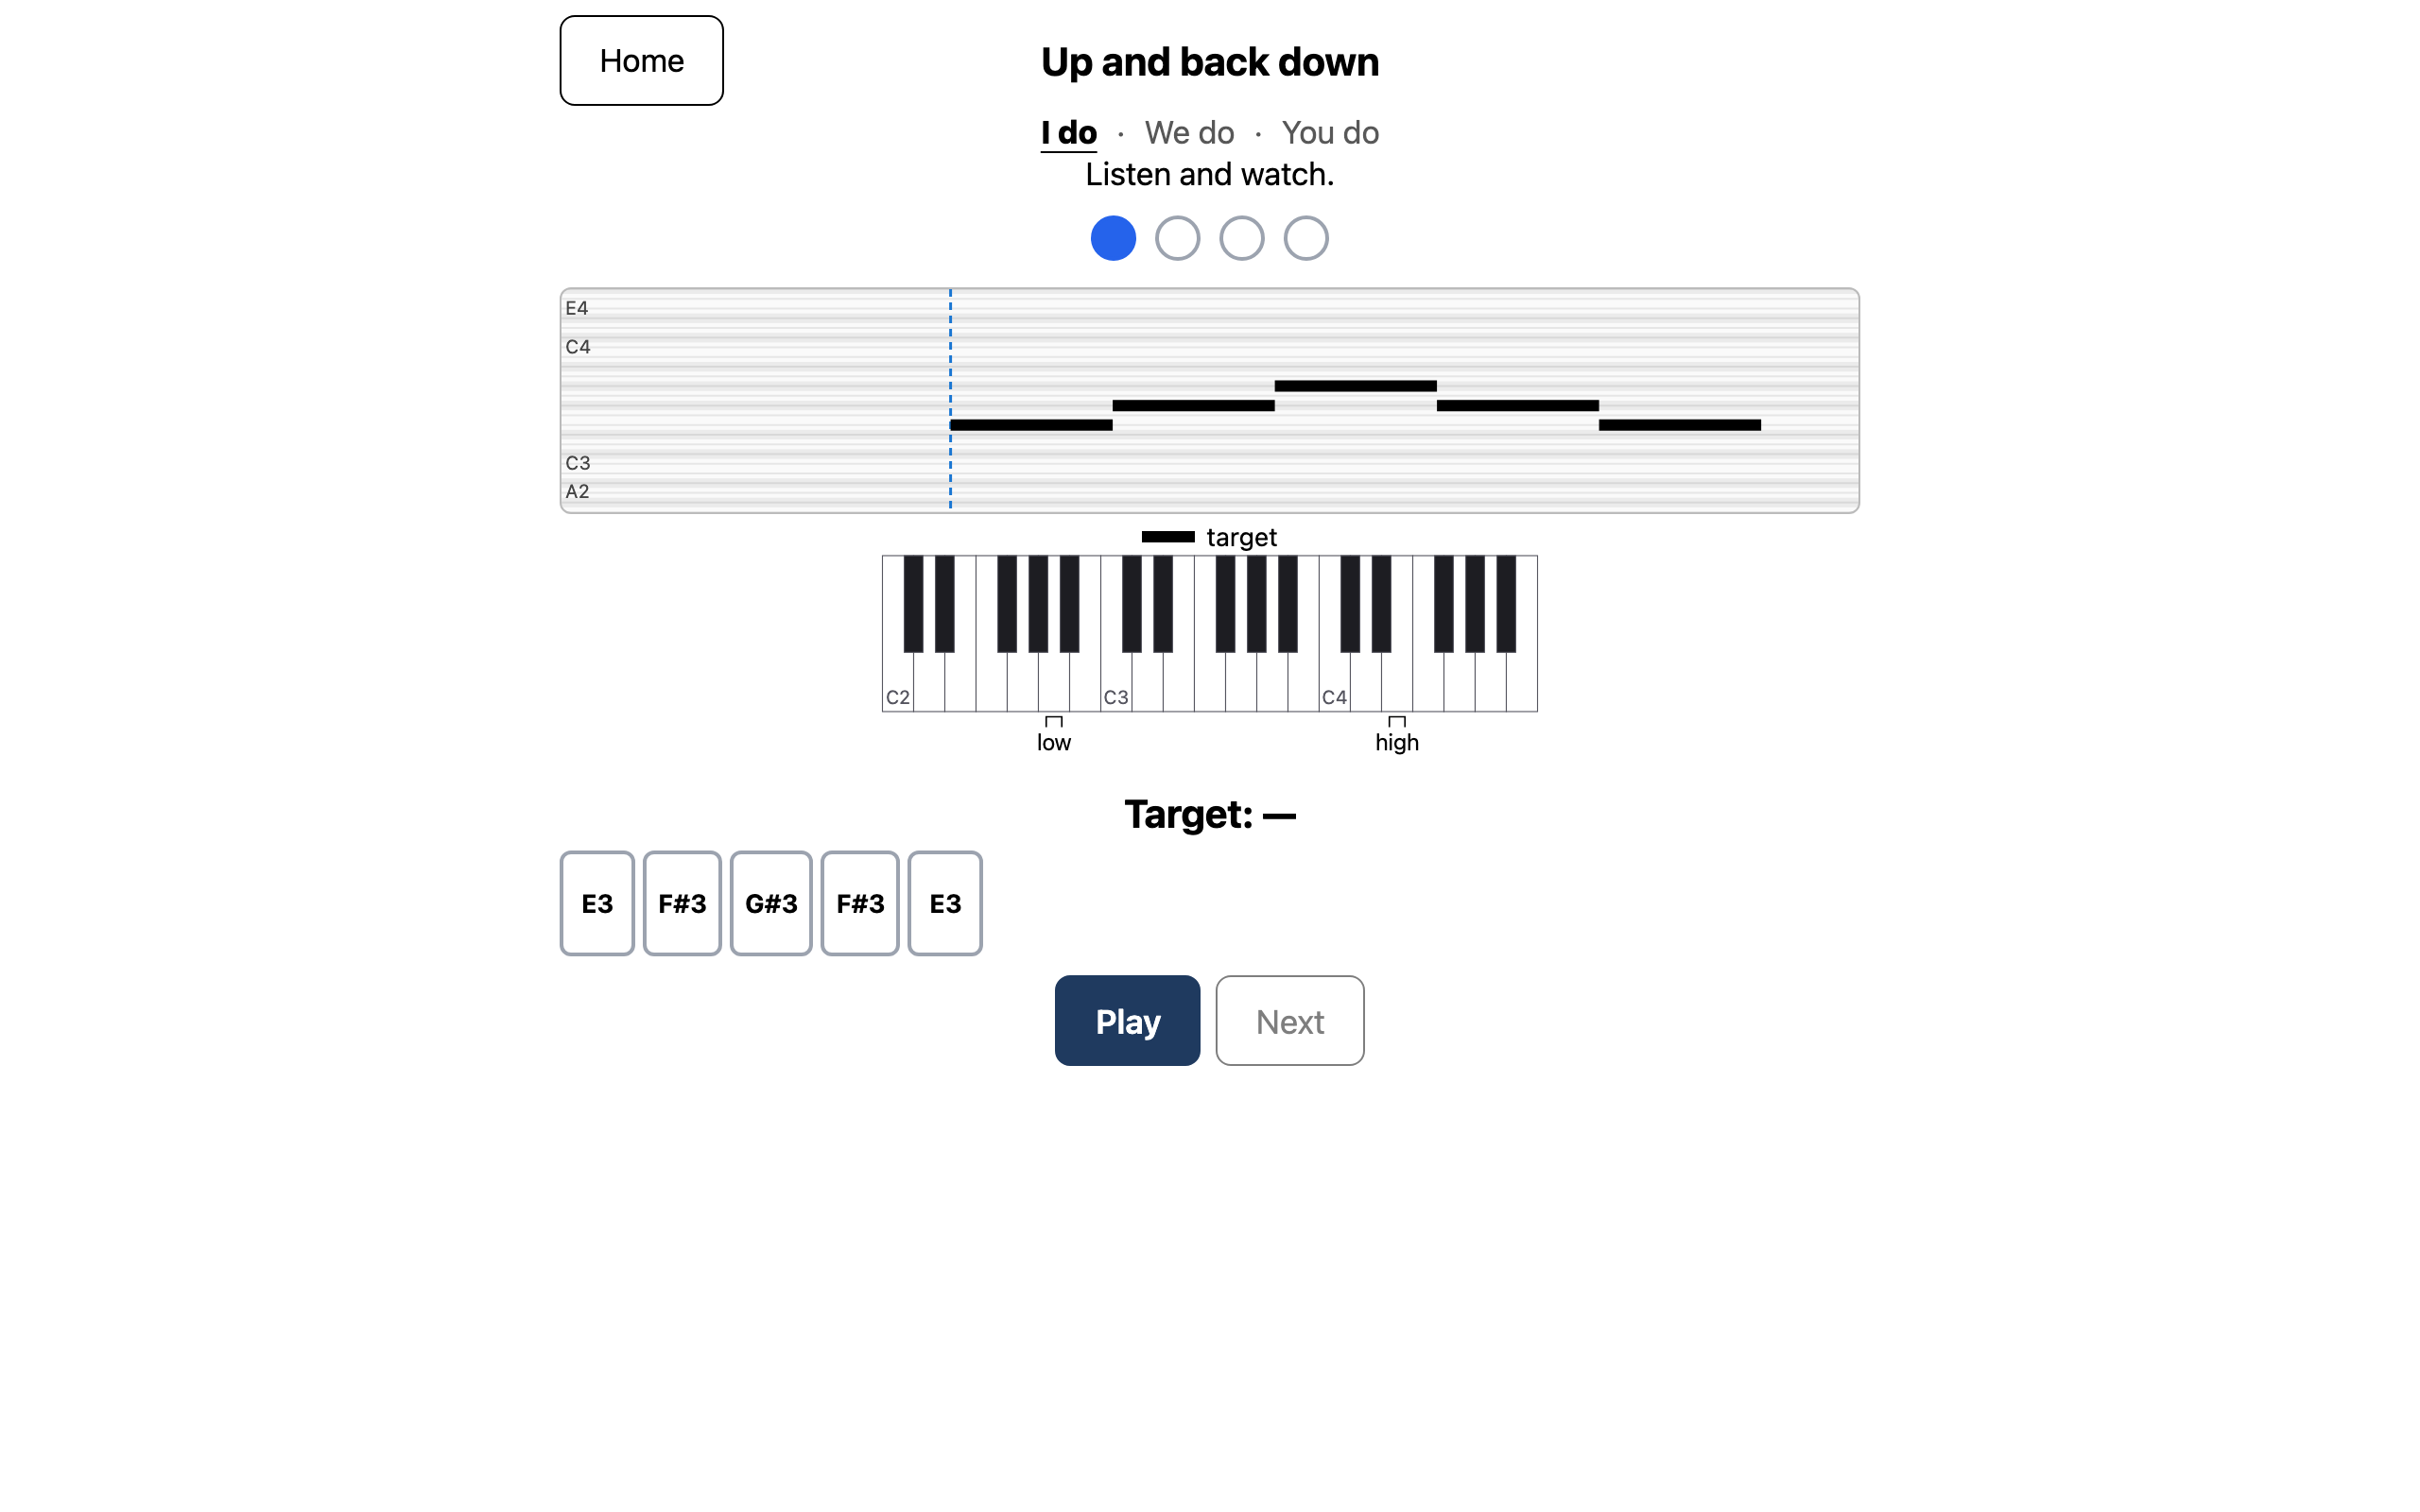 Home
Up and back down
I do · We do · You do
Listen and watch.
E4
C4
C3
A2
target
C2 C3 C4
low high
Target: —
E3 F#3 G#3 F#3 E3
Play Next